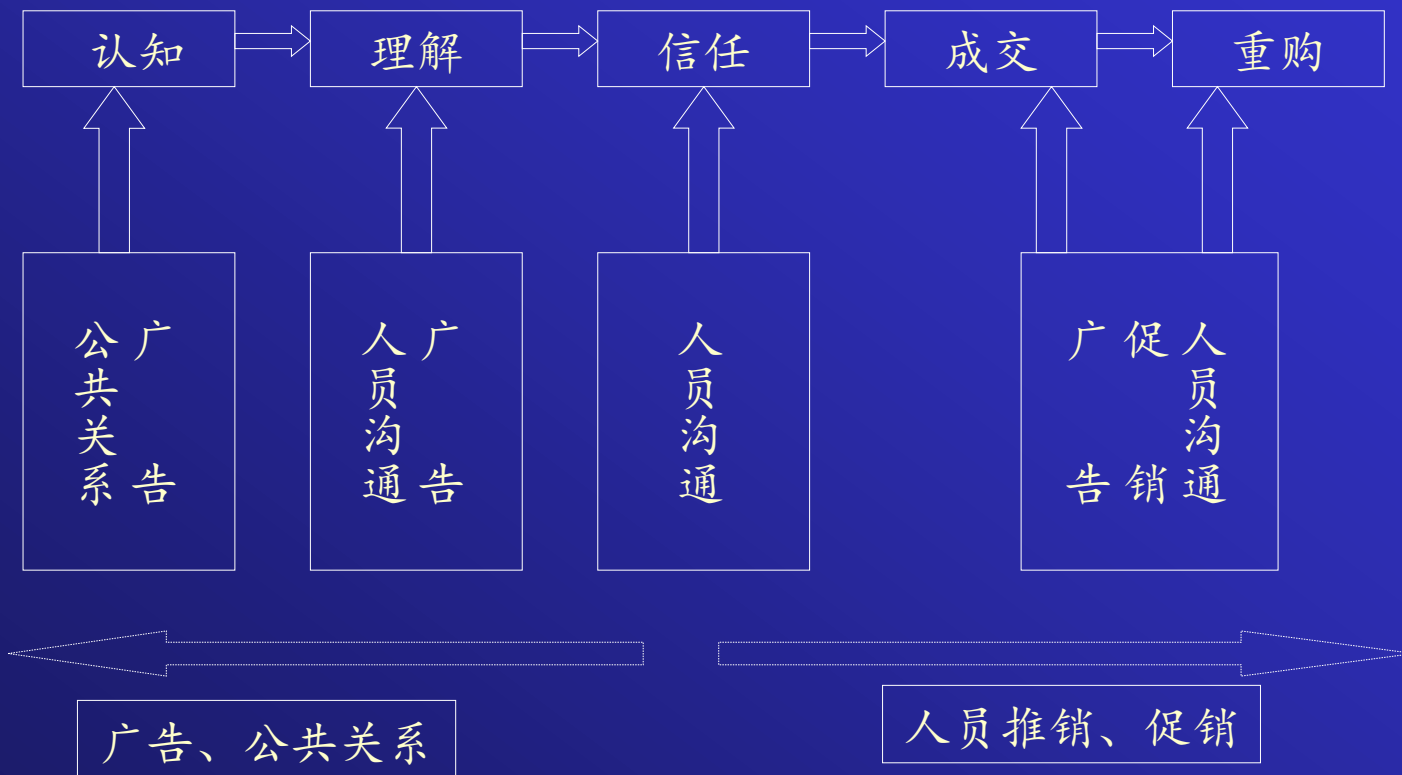 认知
理解
信任
成交
重购
公共关系
广告
人员沟通
广告
人员沟通
广告
促销
人员沟通
广告、公共关系
人员推销、促销